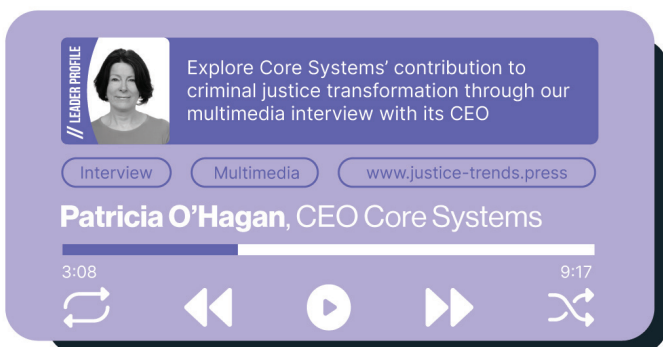 // LEADER PROFILE
Explore Core Systems’ contribution to
criminal justice transformation through our
multimedia interview with its CEO
Interview
Multimedia
www.justice-trends.press
Patricia O’Hagan, CEO Core Systems
3:08
9:17